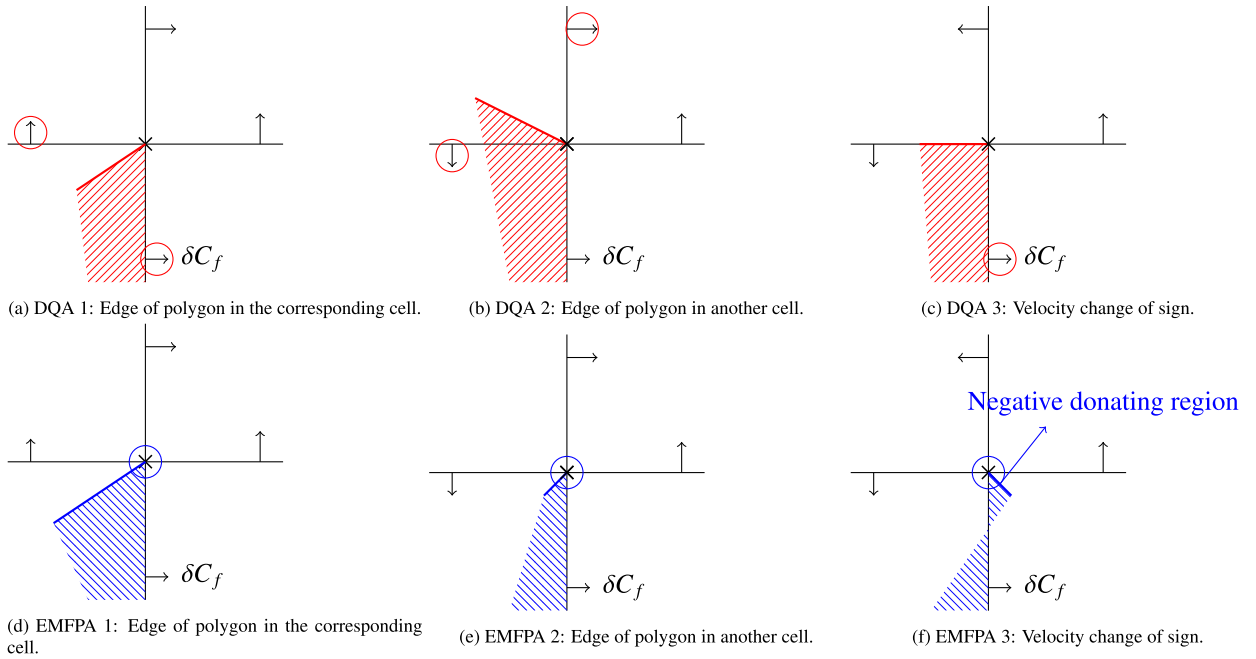 δC_f
δC_f
δC_f
(a) DQA 1: Edge of polygon in the corresponding cell.
(b) DQA 2: Edge of polygon in another cell.
(c) DQA 3: Velocity change of sign.
Negative donating region
δC_f
δC_f
δC_f
(d) EMFPA 1: Edge of polygon in the corresponding
cell.
(e) EMFPA 2: Edge of polygon in another cell.
(f) EMFPA 3: Velocity change of sign.